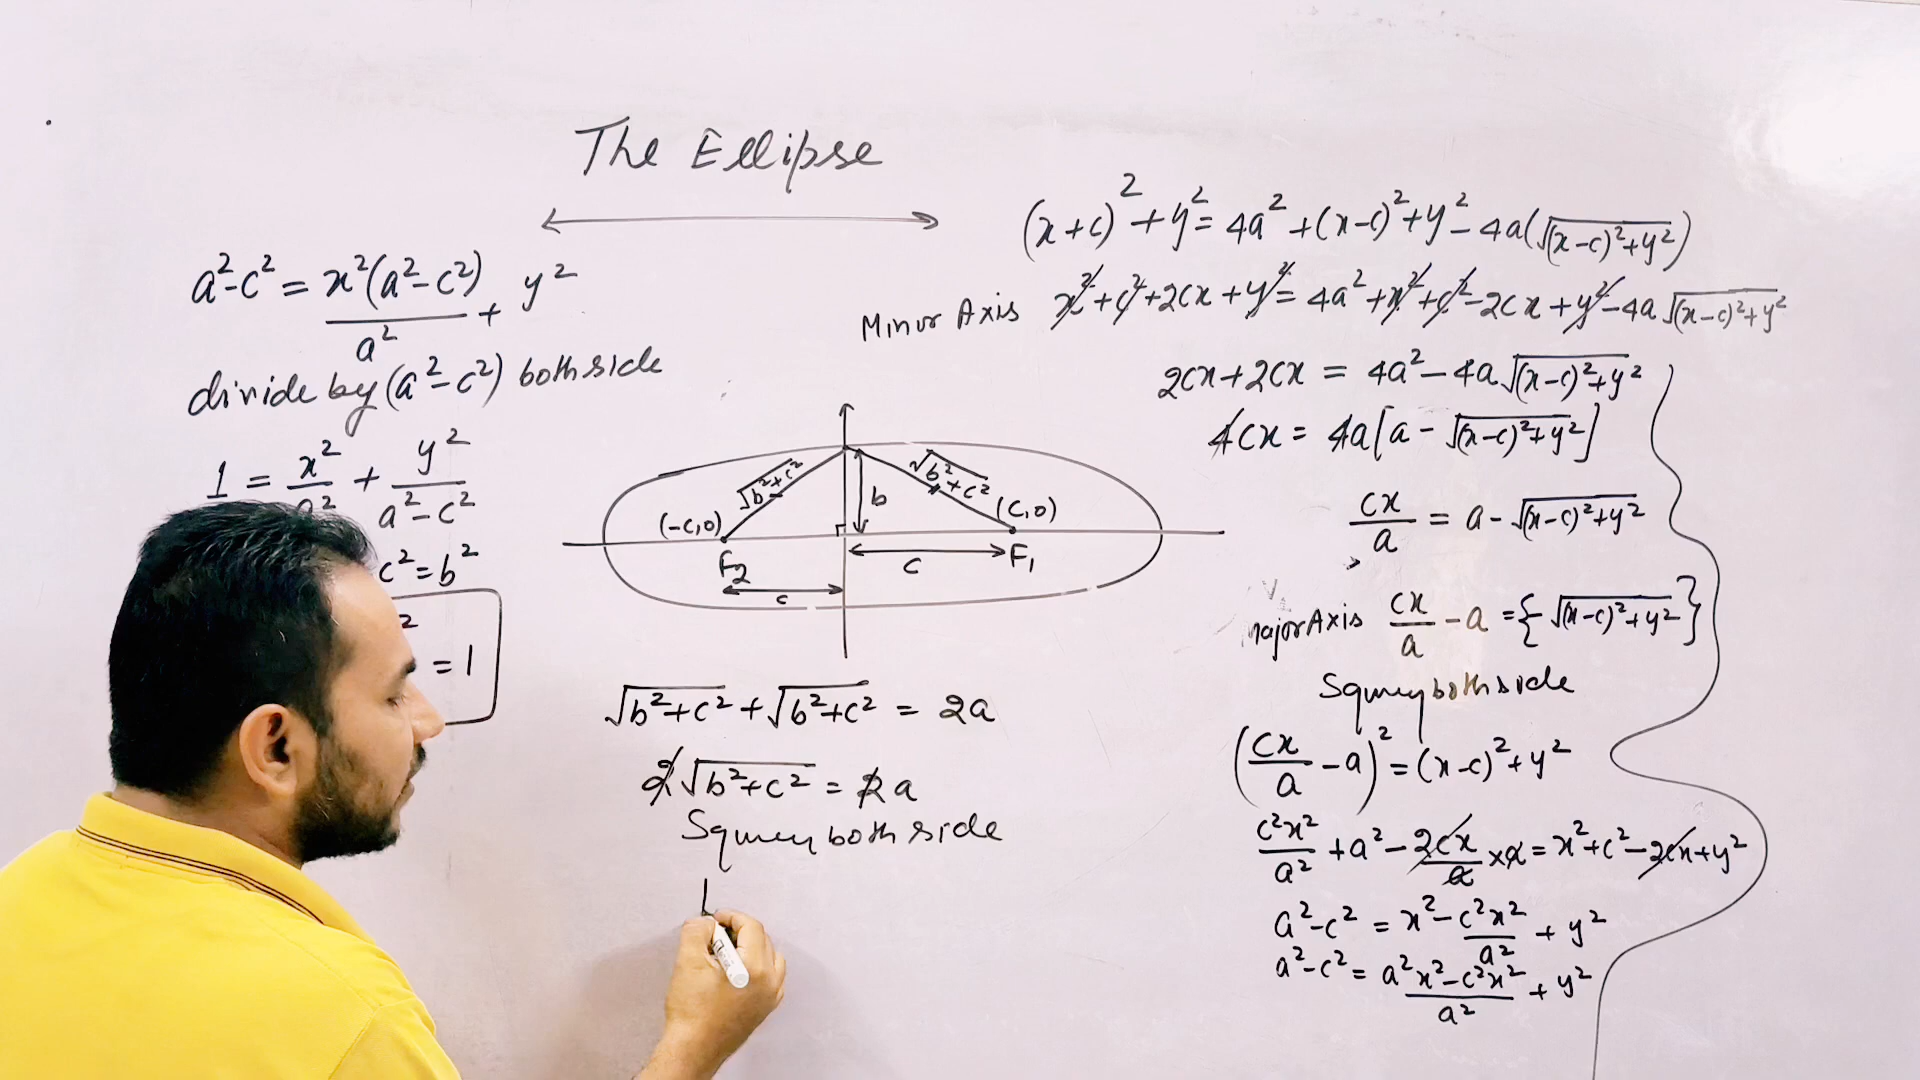 The Ellipse
a²-c² = x²(a²-c²)/a² + y²
divide by (a²-c²) both side
1 = x²/a² + y²/a²-c²
c² = b²
²
= 1
(x+c)² + y² = 4a² + (x-c)² + y² - 4a(√(x-c)²+y²)
Minor Axis
x² + c² + 2cx + y² = 4a² + x² + c² - 2cx + y² - 4a √(x-c)²+y²
2cx + 2cx = 4a² - 4a √(x-c)²+y²
4cx = 4a[a - √(x-c)²+y²]
cx/a = a - √(x-c)²+y²
major Axis
cx/a - a = {√(x-c)²+y²}
Squrey both side
(cx/a - a)² = (x-c)² + y²
c²x²/a² + a² - 2cx/a × a = x² + c² - 2cx + y²
a²-c² = x² - c²x²/a² + y²
a²-c² = a²x² - c²x²/a² + y²
√b²+c²
√b²+c²
b
(-c,0)
(c,0)
F₂
F₁
c
c
√b²+c² + √b²+c² = 2a
2√b²+c² = 2a
Squrey both side